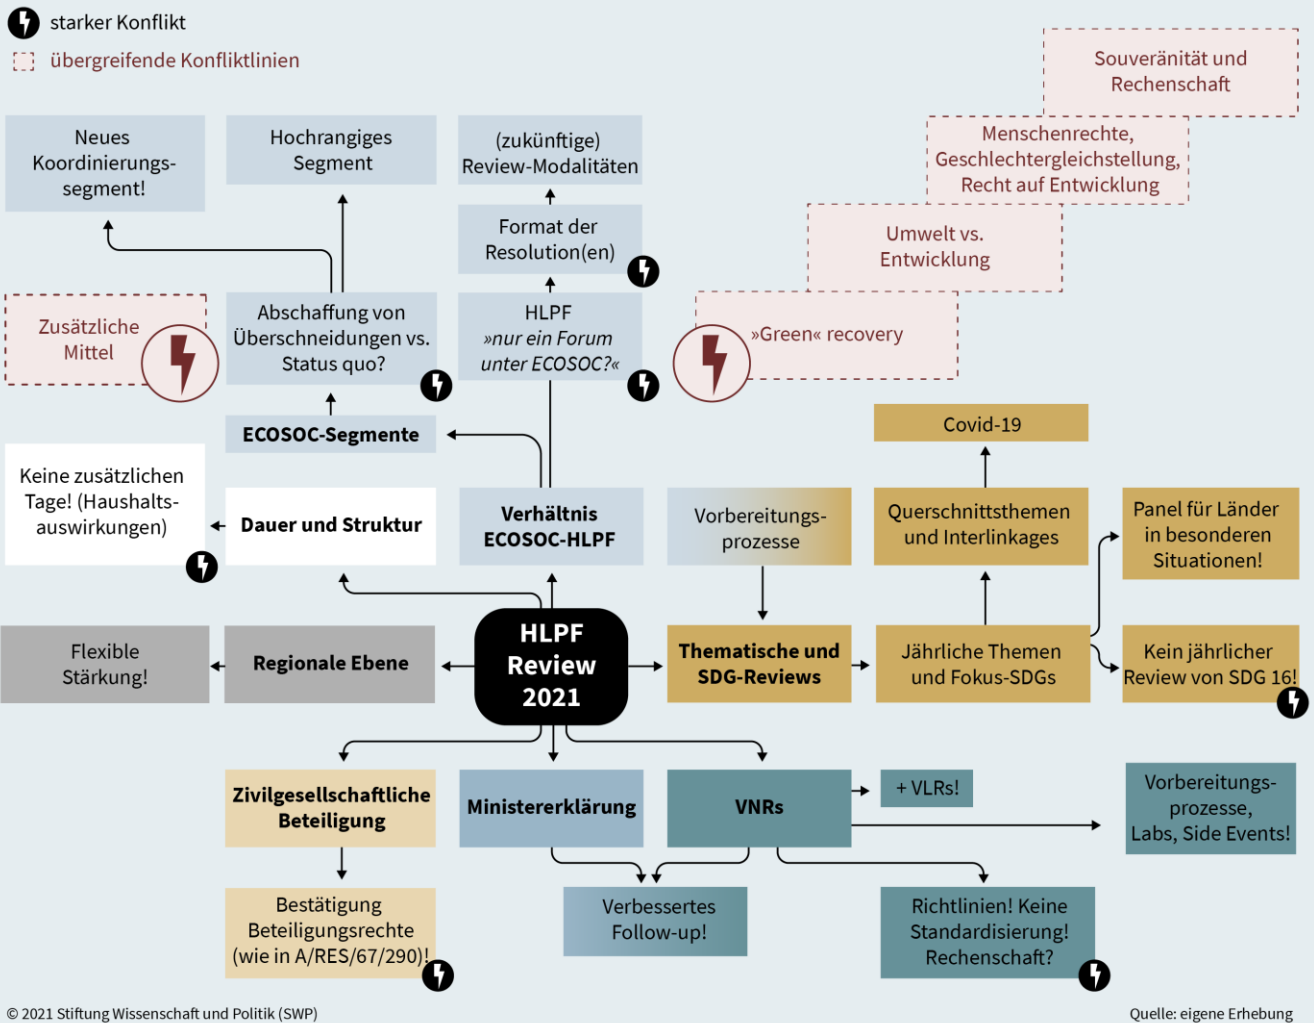 starker Konflikt
übergreifende Konfliktlinien
Souveränität und
Rechenschaft
Menschenrechte,
Geschlechtergleichstellung,
Recht auf Entwicklung
Umwelt vs.
Entwicklung
»Green« recovery
Neues
Koordinierungs-
segment!
Hochrangiges
Segment
(zukünftige)
Review-Modalitäten
Format der
Resolution(en)
Zusätzliche
Mittel
Abschaffung von
Überschneidungen vs.
Status quo?
HLPF
»nur ein Forum
unter ECOSOC?«
ECOSOC-Segmente
Covid-19
Keine zusätzlichen
Tage! (Haushalts-
auswirkungen)
Dauer und Struktur
Verhältnis
ECOSOC-HLPF
Vorbereitungs-
prozesse
Querschnittsthemen
und Interlinkages
Panel für Länder
in besonderen
Situationen!
Flexible
Stärkung!
Regionale Ebene
HLPF
Review
2021
Thematische und
SDG-Reviews
Jährliche Themen
und Fokus-SDGs
Kein jährlicher
Review von SDG 16!
Zivilgesellschaftliche
Beteiligung
Ministererklärung
VNRs
+ VLRs!
Vorbereitungs-
prozesse,
Labs, Side Events!
Bestätigung
Beteiligungsrechte
(wie in A/RES/67/290)!
Verbessertes
Follow-up!
Richtlinien! Keine
Standardisierung!
Rechenschaft?
© 2021 Stiftung Wissenschaft und Politik (SWP)
Quelle: eigene Erhebung